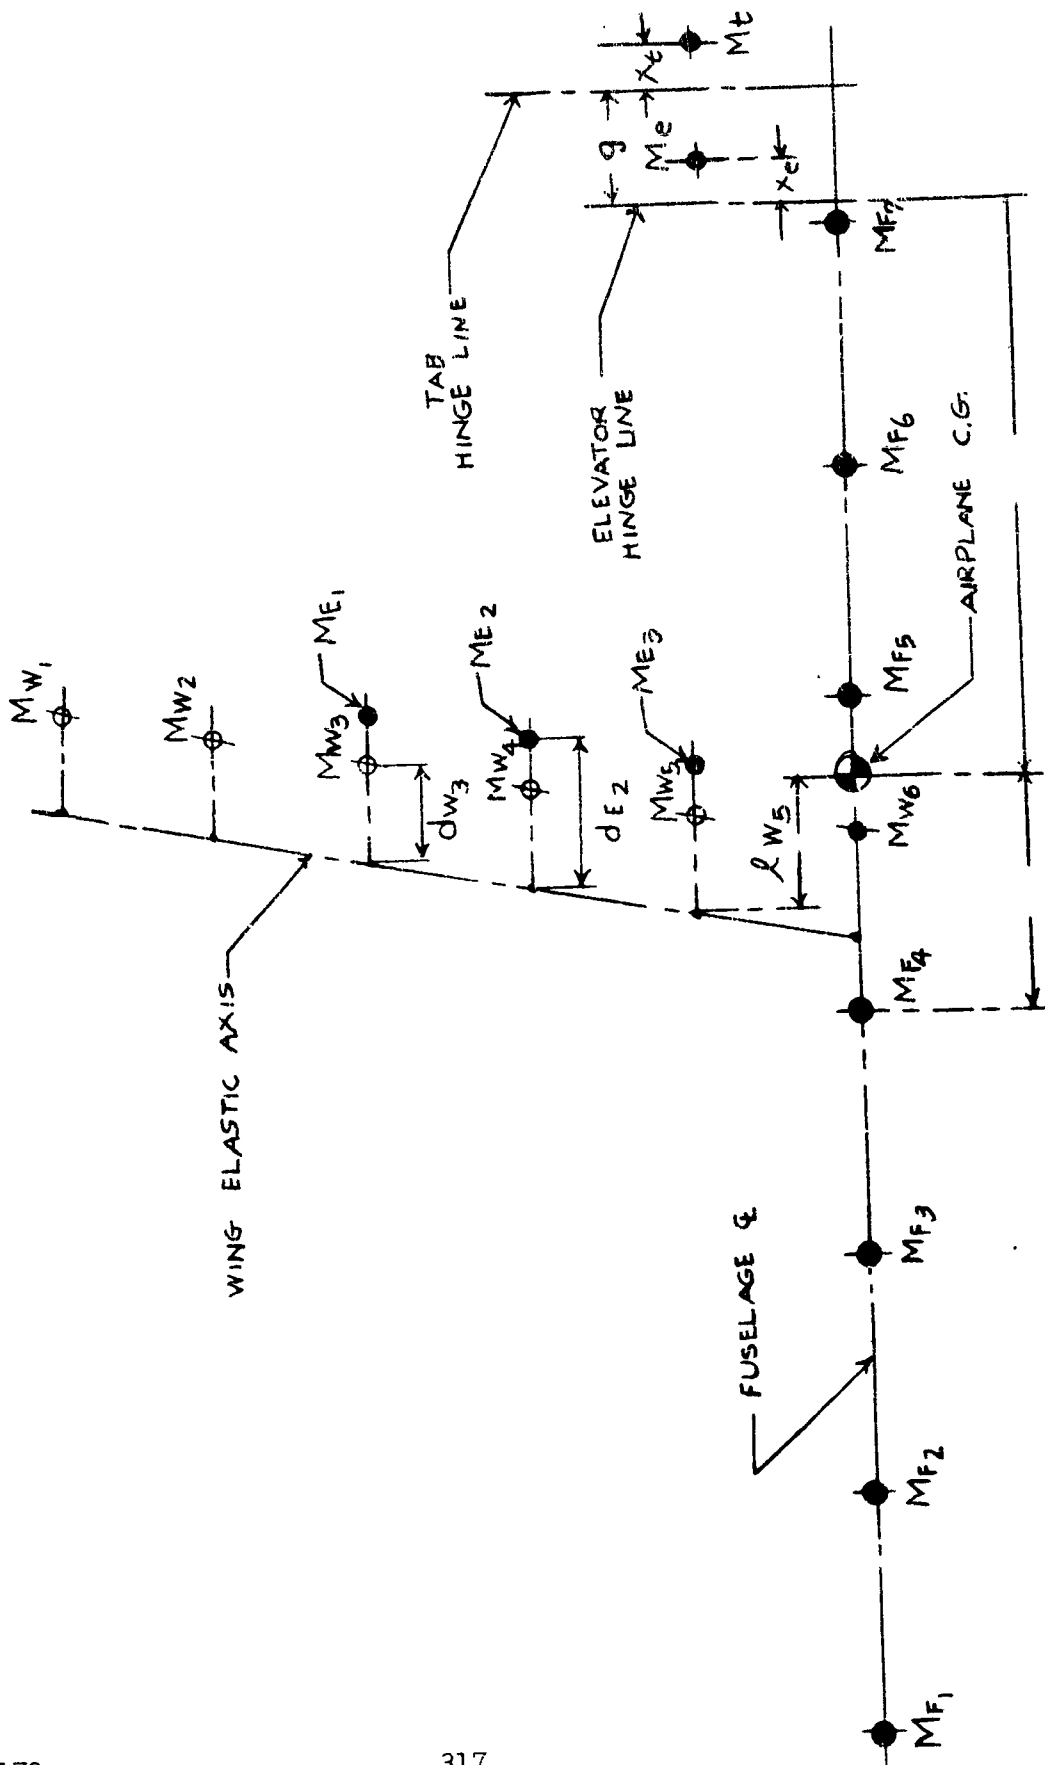 Mt
Xt
g
Me
Xe
TAB
HINGE LINE
ELEVATOR
HINGE LINE
MF7
MF6
AIRPLANE C.G.
MF5
MW1
MW2
MW3
ME1
MW4
ME2
MW5
ME3
dW3
dE2
ℓW5
MW6
MF4
WING ELASTIC AXIS
MF3
FUSELAGE ℄
MF2
MF1
317